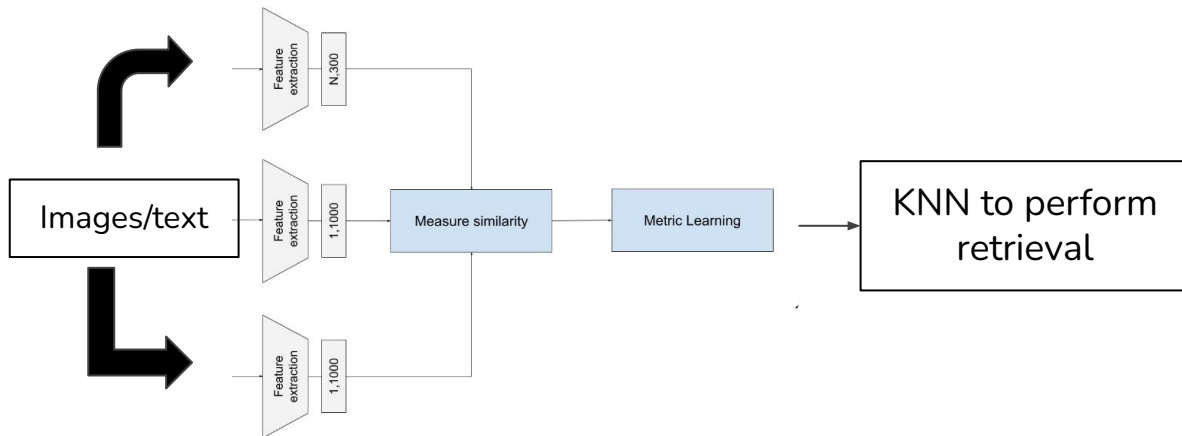 Feature
extraction
N,300
Images/text
Feature
extraction
1,1000
Measure similarity
Metric Learning
KNN to perform
retrieval
Feature
extraction
1,1000